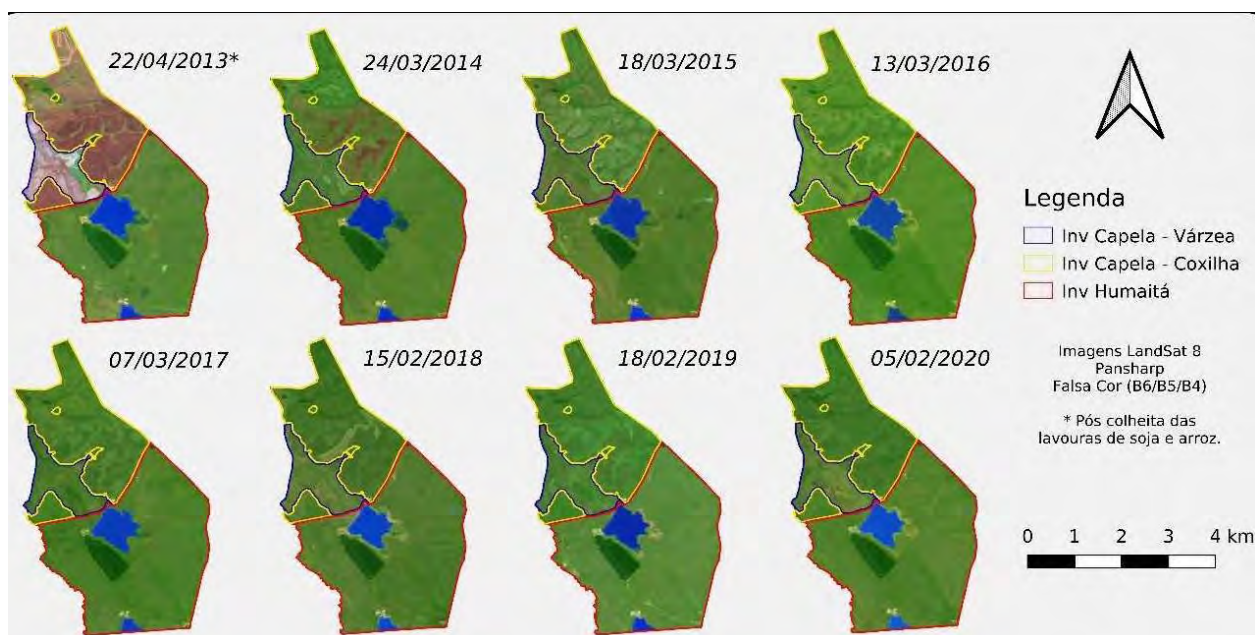 22/04/2013*
24/03/2014
18/03/2015
13/03/2016
Legenda
Inv Capela - Várzea
Inv Capela - Coxilha
Inv Humaitá
07/03/2017
15/02/2018
18/02/2019
05/02/2020
Imagens LandSat 8
Pansharp
Falsa Cor (B6/B5/B4)
* Pós colheita das
lavouras de soja e arroz.
0 1 2 3 4 km